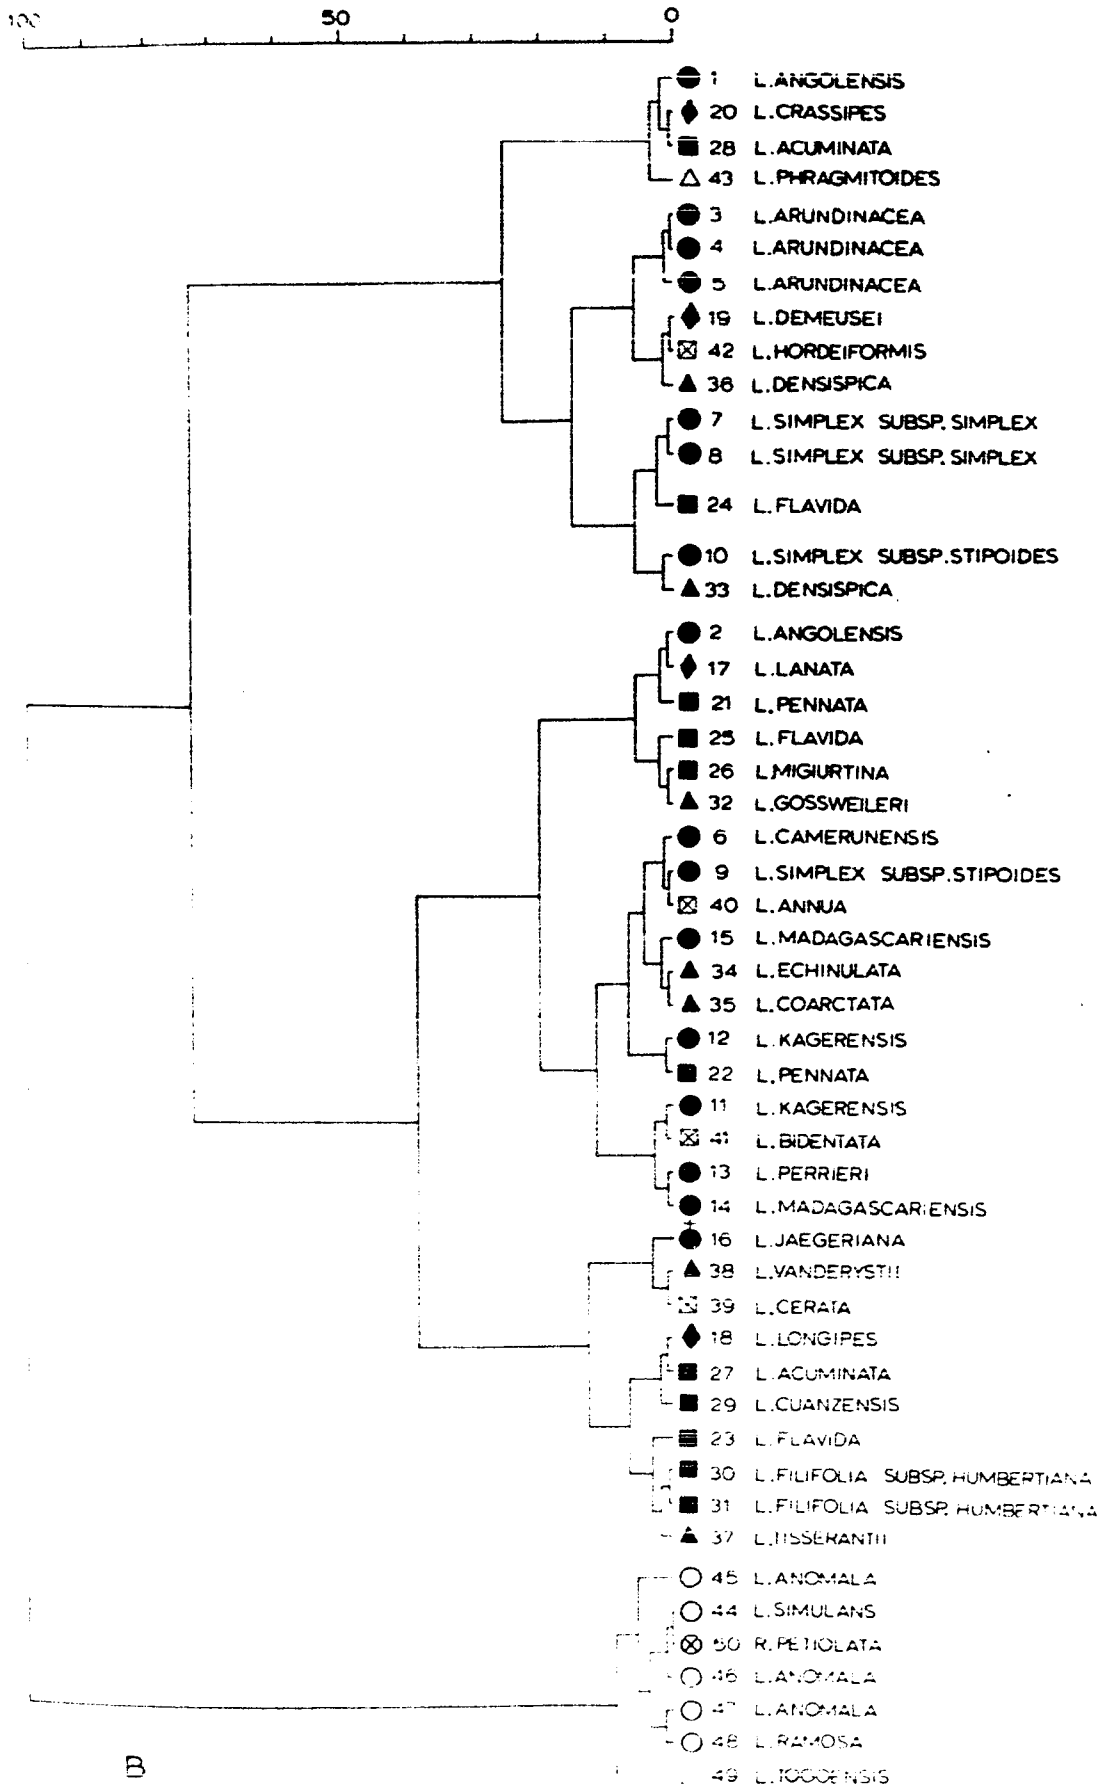 100 50 0
1 L.ANGOLENSIS
20 L.CRASSIPES
28 L.ACUMINATA
43 L.PHRAGMITOIDES
3 L.ARUNDINACEA
4 L.ARUNDINACEA
5 L.ARUNDINACEA
19 L.DEMEUSEI
42 L.HORDEIFORMIS
36 L.DENSISPICA
7 L.SIMPLEX SUBSP.SIMPLEX
8 L.SIMPLEX SUBSP.SIMPLEX
24 L.FLAVIDA
10 L.SIMPLEX SUBSP.STIPOIDES
33 L.DENSISPICA
2 L.ANGOLENSIS
17 L.LANATA
21 L.PENNATA
25 L.FLAVIDA
26 L.MIGIURTINA
32 L.GOSSWEILERI
6 L.CAMERUNENSIS
9 L.SIMPLEX SUBSP.STIPOIDES
40 L.ANNUA
15 L.MADAGASCARIENSIS
34 L.ECHINULATA
35 L.COARCTATA
12 L.KAGERENSIS
22 L.PENNATA
11 L.KAGERENSIS
41 L.BIDENTATA
13 L.PERRIERI
14 L.MADAGASCARIENSIS
16 L.JAEGERIANA
38 L.VANDERYSTII
39 L.CERATA
18 L.LONGIPES
27 L.ACUMINATA
29 L.CUANZENSIS
23 L.FLAVIDA
30 L.FILIFOLIA SUBSP.HUMBERTIANA
31 L.FILIFOLIA SUBSP.HUMBERTIANA
37 L.TISSERANTII
45 L.ANOMALA
44 L.SIMULANS
50 R.PETIOLATA
46 L.ANOMALA
47 L.ANOMALA
48 L.RAMOSA
49 L.TOGOENSIS
B